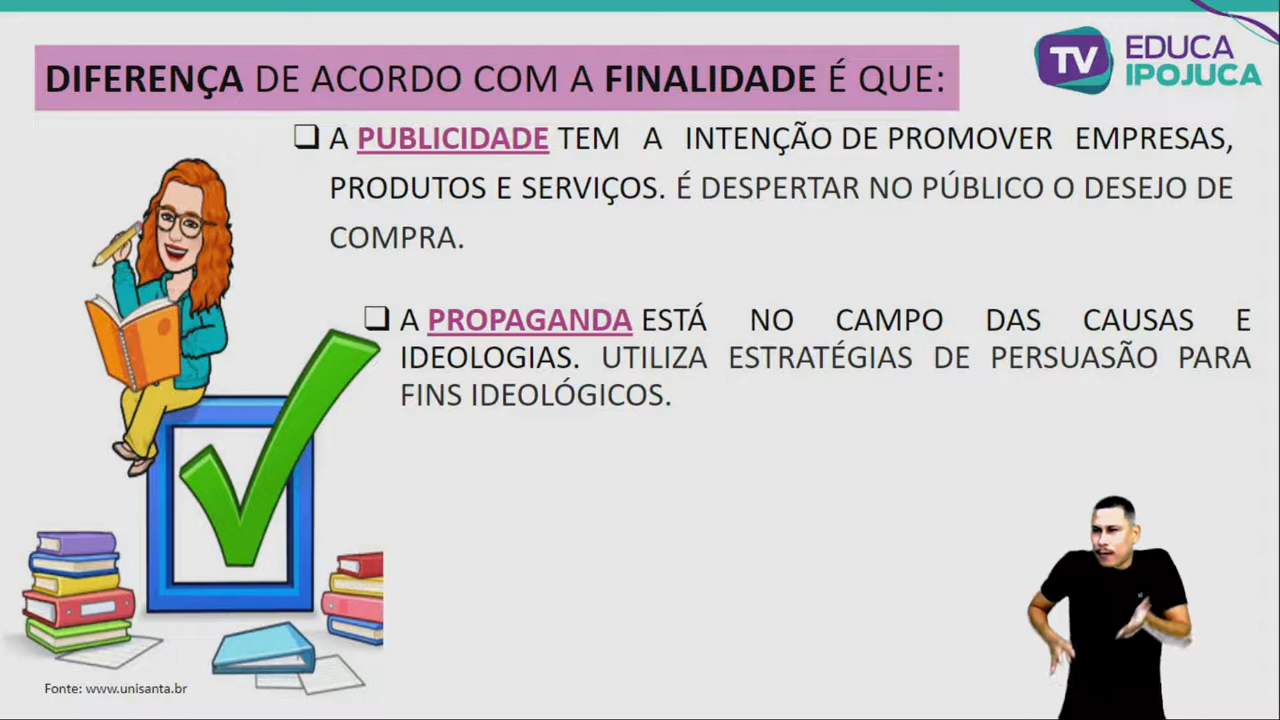 DIFERENÇA DE ACORDO COM A FINALIDADE É QUE:
TV EDUCA
IPOJUCA
❑ A PUBLICIDADE TEM A INTENÇÃO DE PROMOVER EMPRESAS,
PRODUTOS E SERVIÇOS. É DESPERTAR NO PÚBLICO O DESEJO DE
COMPRA.
❑ A PROPAGANDA ESTÁ NO CAMPO DAS CAUSAS E
IDEOLOGIAS. UTILIZA ESTRATÉGIAS DE PERSUASÃO PARA
FINS IDEOLÓGICOS.
Fonte: www.unisanta.br